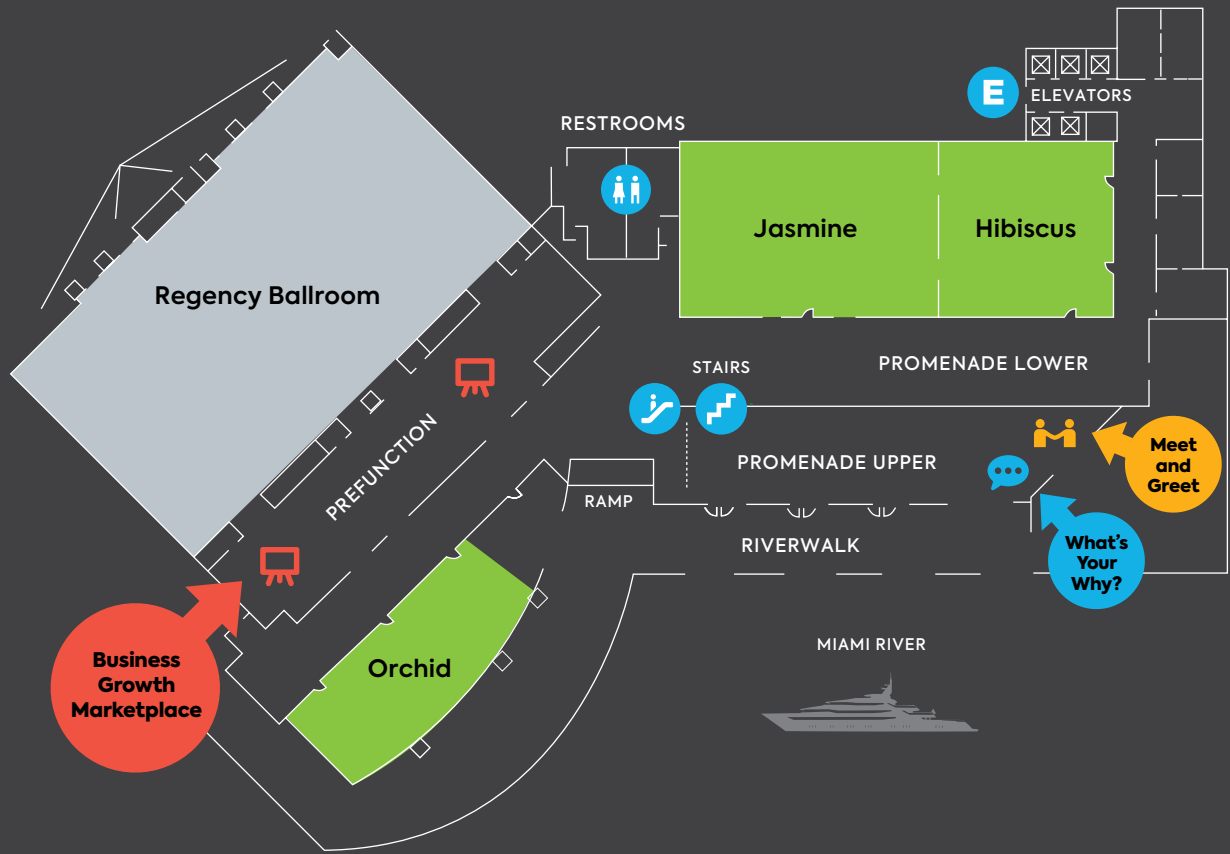 E
ELEVATORS
RESTROOMS
Jasmine
Hibiscus
Regency Ballroom
PROMENADE LOWER
STAIRS
PREFUNCTION
PROMENADE UPPER
Meet
and
Greet
RAMP
RIVERWALK
What's
Your
Why?
MIAMI RIVER
Business
Growth
Marketplace
Orchid